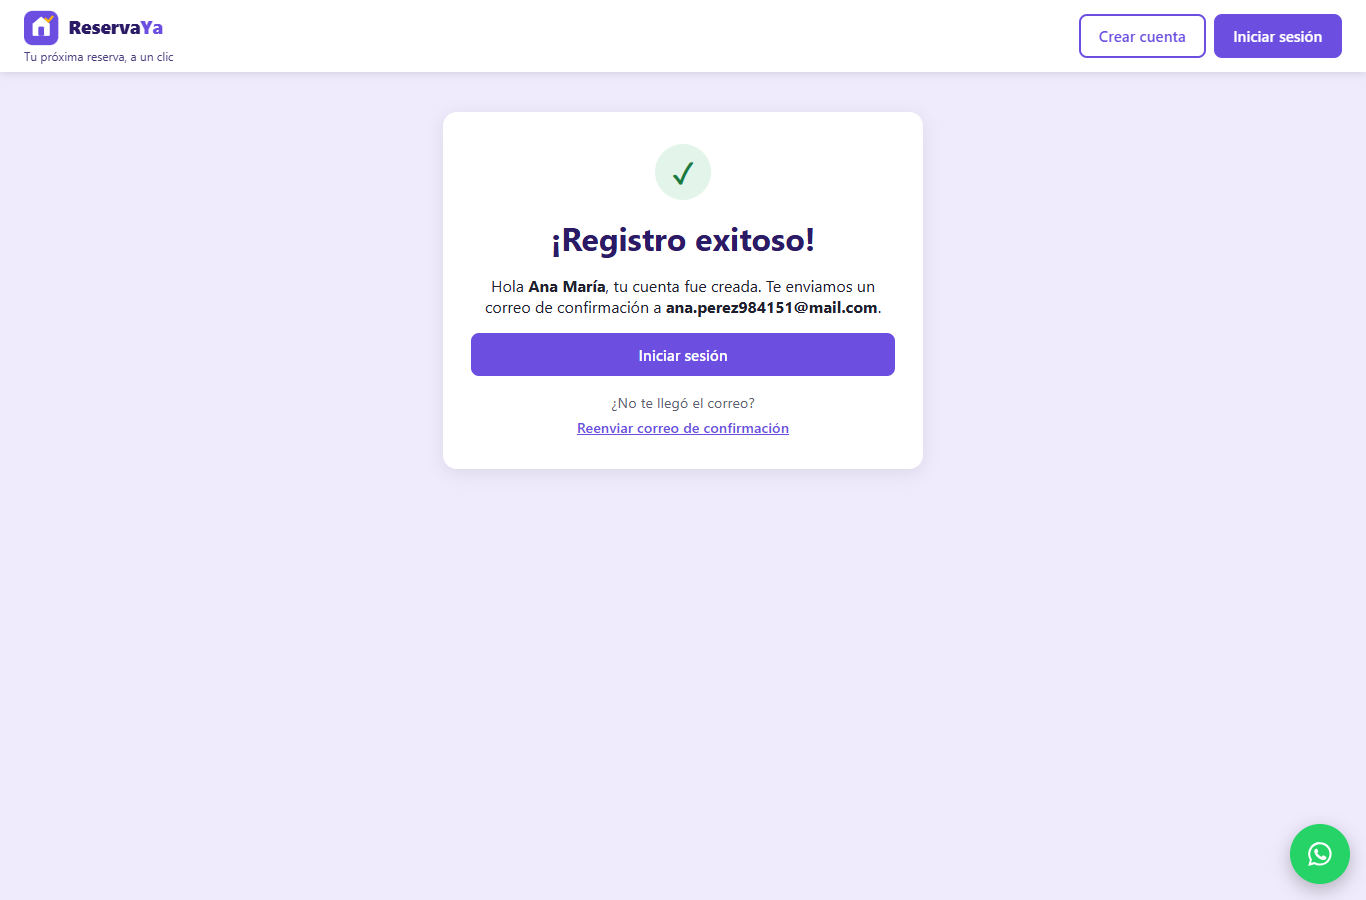 ReservaYa
Tu próxima reserva, a un clic
Crear cuenta
Iniciar sesión
¡Registro exitoso!
Hola Ana María, tu cuenta fue creada. Te enviamos un
correo de confirmación a ana.perez984151@mail.com.
Iniciar sesión
¿No te llegó el correo?
Reenviar correo de confirmación